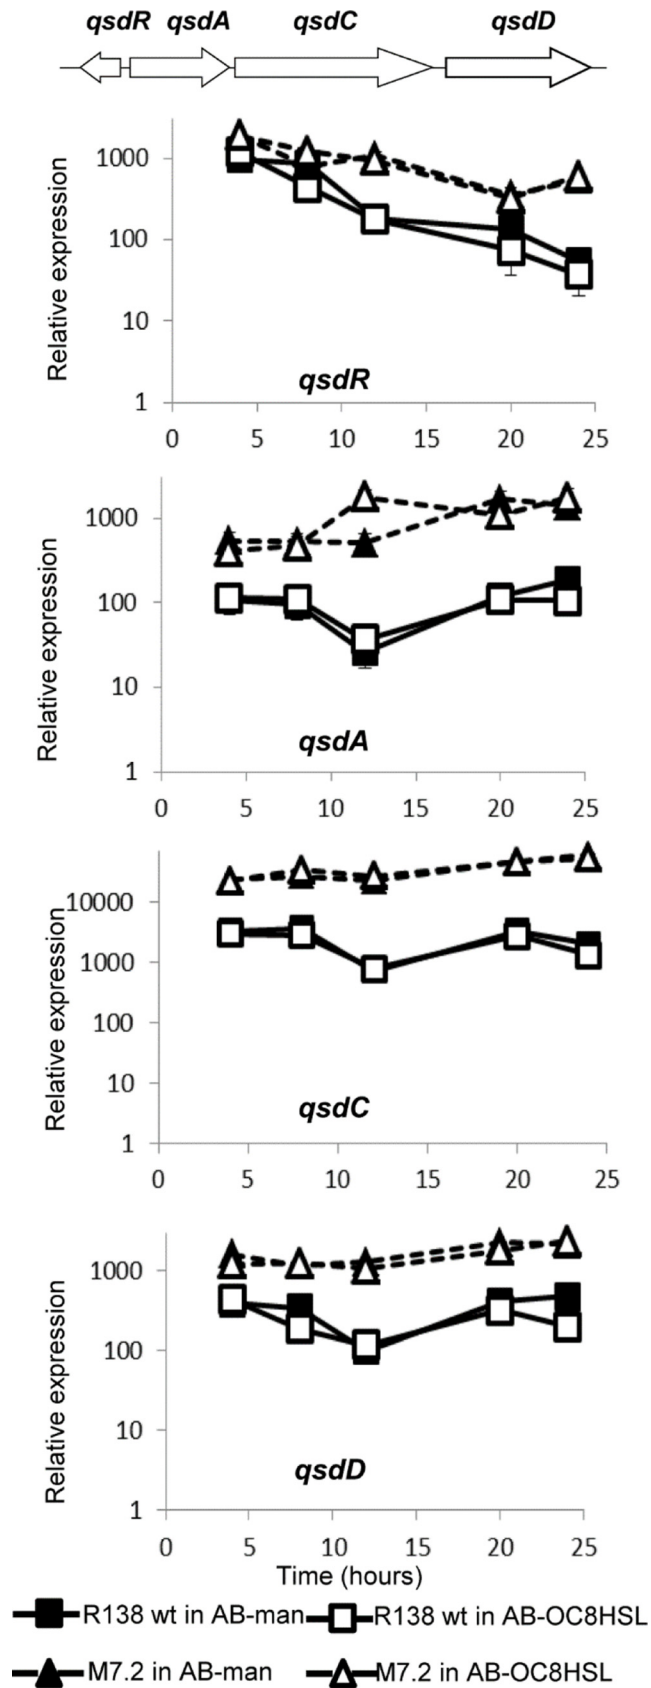 qsdR qsdA qsdC qsdD
Relative expression
1000
100
10
1
qsdR
0 5 10 15 20 25
Relative expression
1000
100
10
1
qsdA
0 5 10 15 20 25
Relative expression
10000
1000
100
10
1
qsdC
0 5 10 15 20 25
Relative expression
1000
100
10
1
qsdD
0 5 10 15 20 25
Time (hours)
R138 wt in AB-man R138 wt in AB-OC8HSL
M7.2 in AB-man M7.2 in AB-OC8HSL